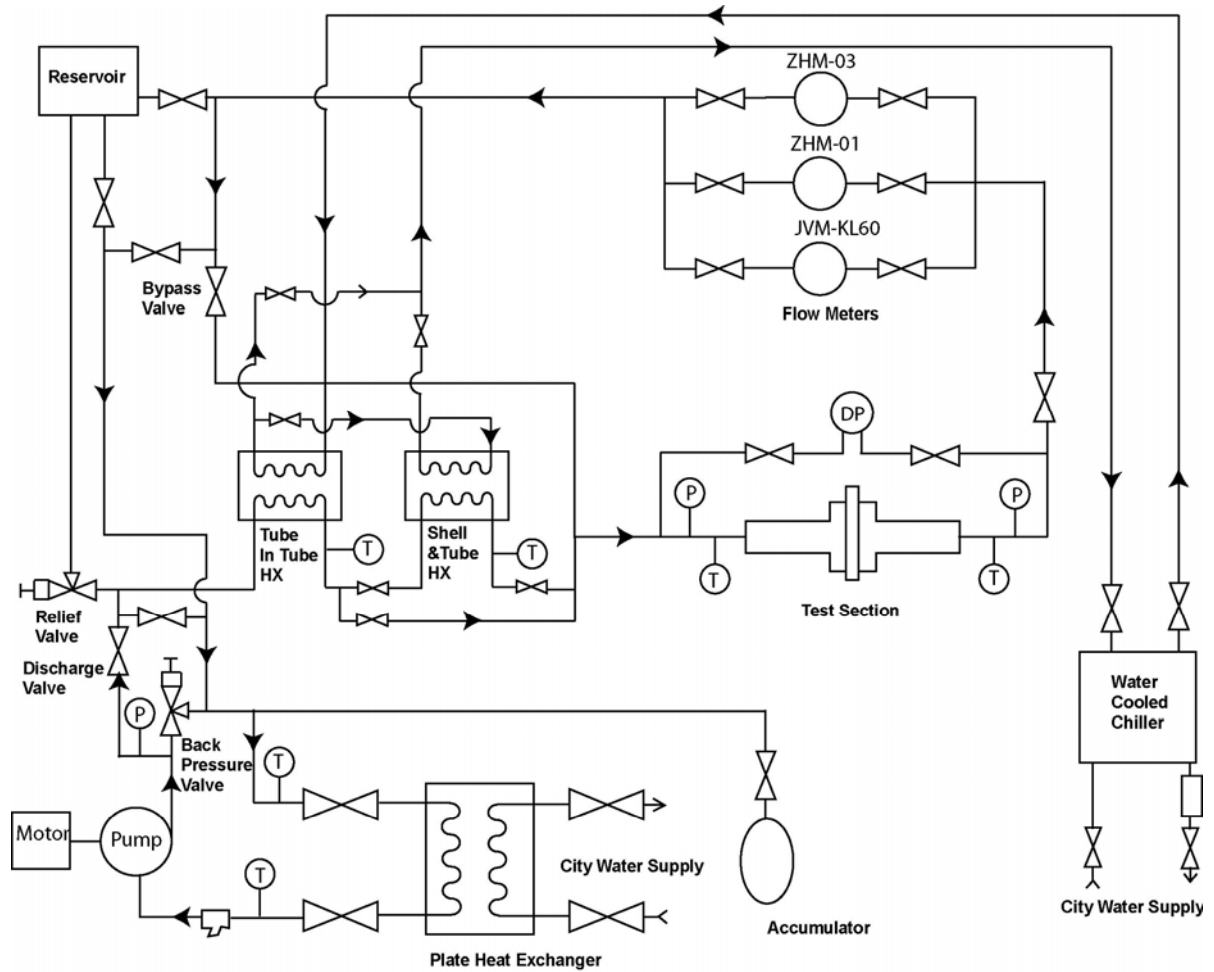 ZHM-03
Reservoir
ZHM-01
JVM-KL60
Bypass
Valve
Flow Meters
DP
P
P
Tube
In Tube
HX
T
Shell
&Tube
HX
T
T
T
Test Section
Relief
Valve
Discharge
Valve
P
Back
Pressure
Valve
T
Water
Cooled
Chiller
Motor
Pump
T
City Water Supply
Accumulator
City Water Supply
Plate Heat Exchanger